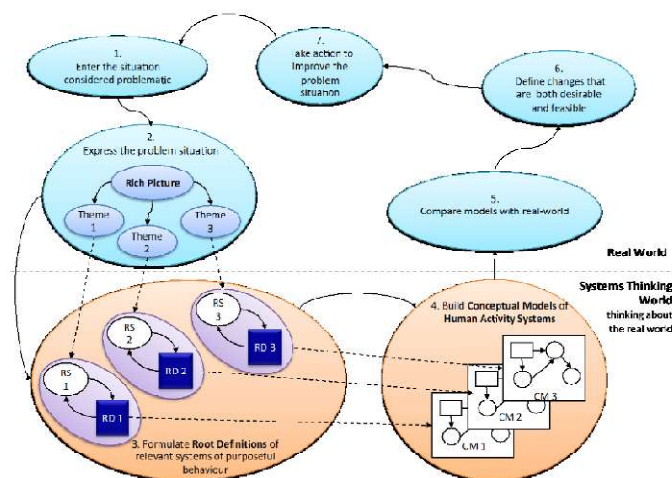 1.
Enter the situation
considered problematic
7.
ake action to
improve the
problem
situation
6.
Define changes that
are both desirable
and feasible
2.
Express the problem situation
Rich Picture
Theme
1
Theme
2
Theme
3
5.
Compare models with real-world
Real World
Systems Thinking
World
thinking about
the real world
RS
1
RD 1
RS
2
RD 2
RS
3
RD 3
3. Formulate Root Definitions of
relevant systems of purposeful
behaviour
4. Build Conceptual Models of
Human Activity Systems
CM 3
CM 2
CM 1